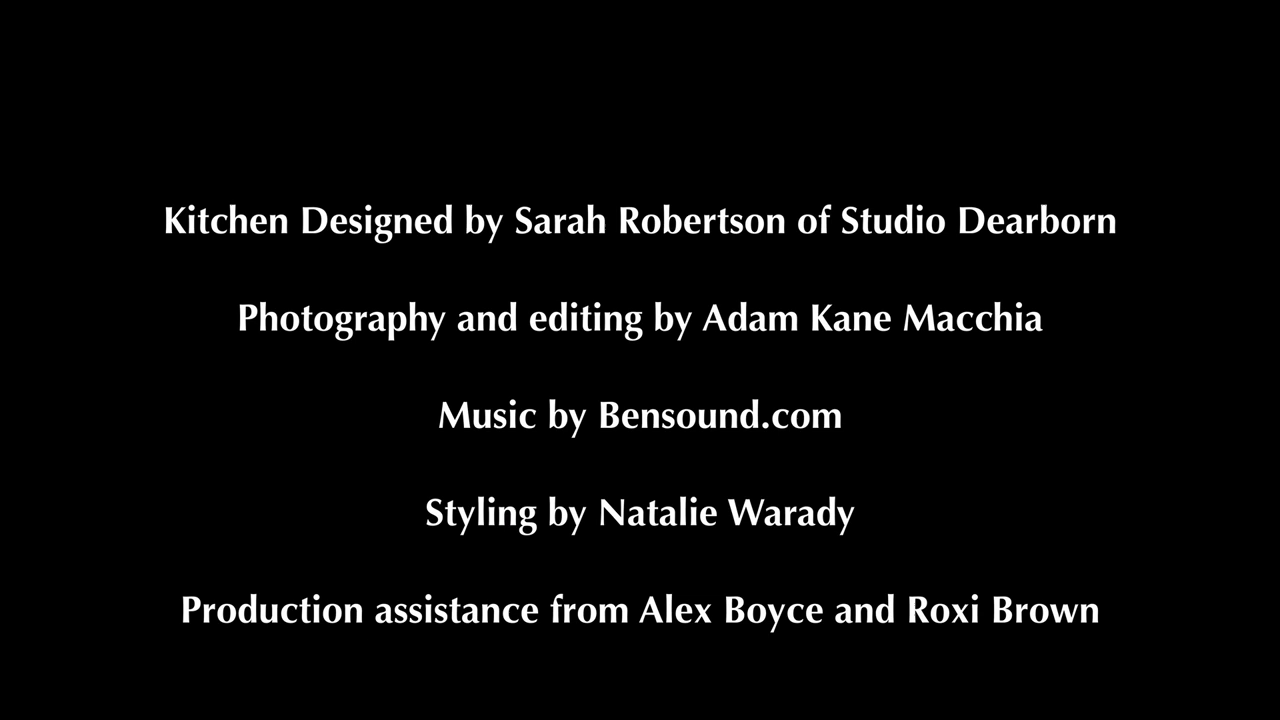 Kitchen Designed by Sarah Robertson of Studio Dearborn
Photography and editing by Adam Kane Macchia
Music by Bensound.com
Styling by Natalie Warady
Production assistance from Alex Boyce and Roxi Brown